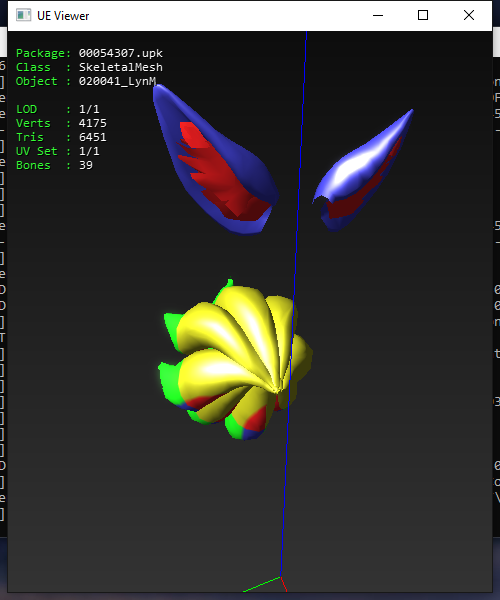 UE Viewer
Package: 00054307.upk
Class : SkeletalMesh
Object : 020041_LynM
LOD : 1/1
Verts : 4175
Tris : 6451
UV Set : 1/1
Bones : 39